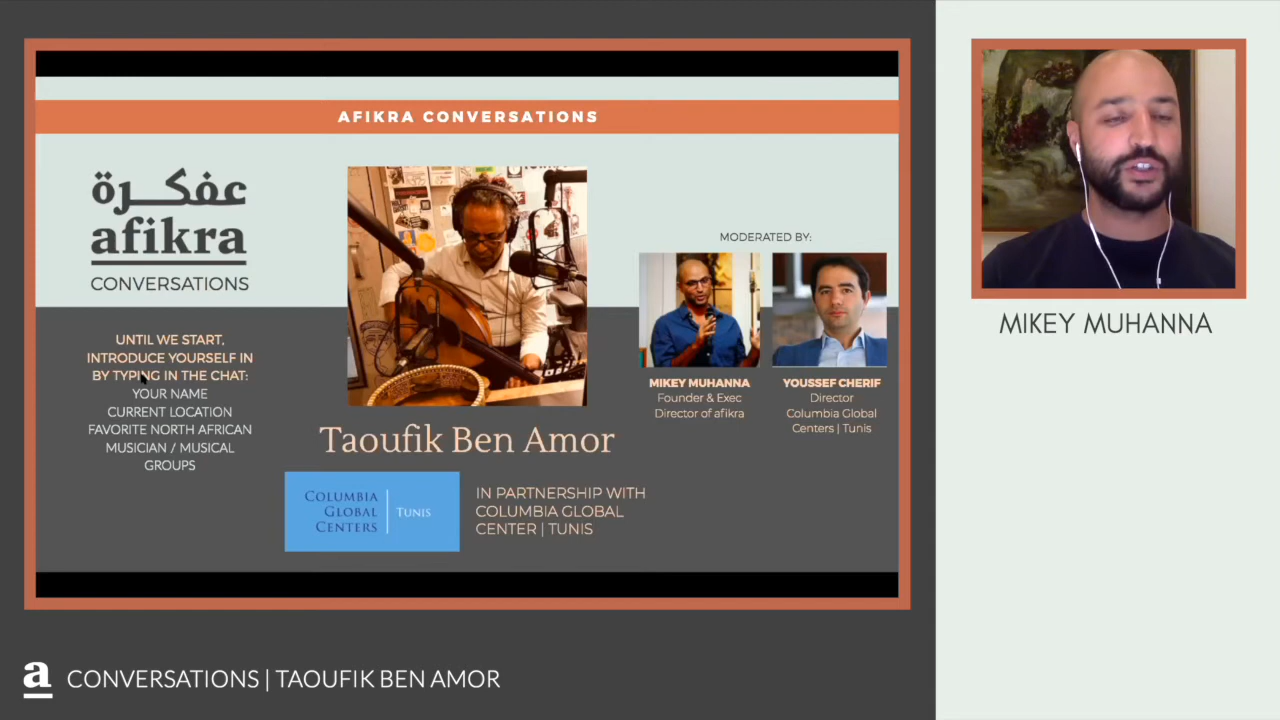 AFIKRA CONVERSATIONS
عفكرة
afikra
CONVERSATIONS
UNTIL WE START,
INTRODUCE YOURSELF IN
BY TYPING IN THE CHAT:
YOUR NAME
CURRENT LOCATION
FAVORITE NORTH AFRICAN
MUSICIAN / MUSICAL
GROUPS
Taoufik Ben Amor
COLUMBIA
GLOBAL
CENTERS
TUNIS
IN PARTNERSHIP WITH
COLUMBIA GLOBAL
CENTER | TUNIS
MODERATED BY:
MIKEY MUHANNA
Founder & Exec
Director of afikra
YOUSSEF CHERIF
Director
Columbia Global
Centers | Tunis
MIKEY MUHANNA
a CONVERSATIONS | TAOUFIK BEN AMOR